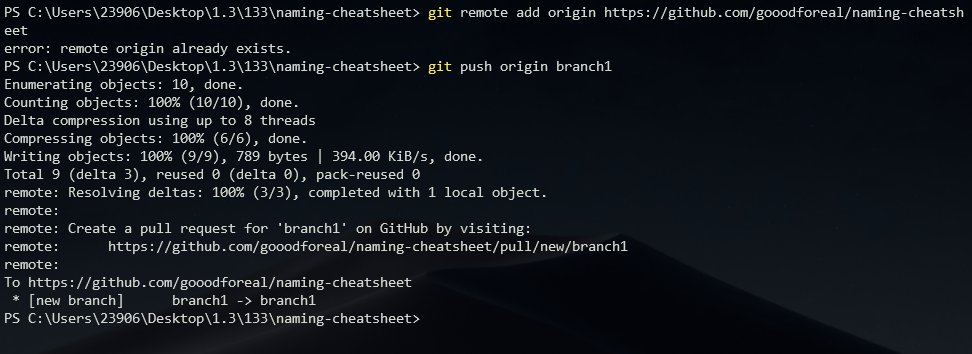 PS C:\Users\23906\Desktop\1.3\133\naming-cheatsheet> git remote add origin https://github.com/gooodforeal/naming-cheatsh
eet
error: remote origin already exists.
PS C:\Users\23906\Desktop\1.3\133\naming-cheatsheet> git push origin branch1
Enumerating objects: 10, done.
Counting objects: 100% (10/10), done.
Delta compression using up to 8 threads
Compressing objects: 100% (6/6), done.
Writing objects: 100% (9/9), 789 bytes | 394.00 KiB/s, done.
Total 9 (delta 3), reused 0 (delta 0), pack-reused 0
remote: Resolving deltas: 100% (3/3), completed with 1 local object.
remote:
remote: Create a pull request for 'branch1' on GitHub by visiting:
remote:      https://github.com/gooodforeal/naming-cheatsheet/pull/new/branch1
remote:
To https://github.com/gooodforeal/naming-cheatsheet
 * [new branch]      branch1 -> branch1
PS C:\Users\23906\Desktop\1.3\133\naming-cheatsheet>